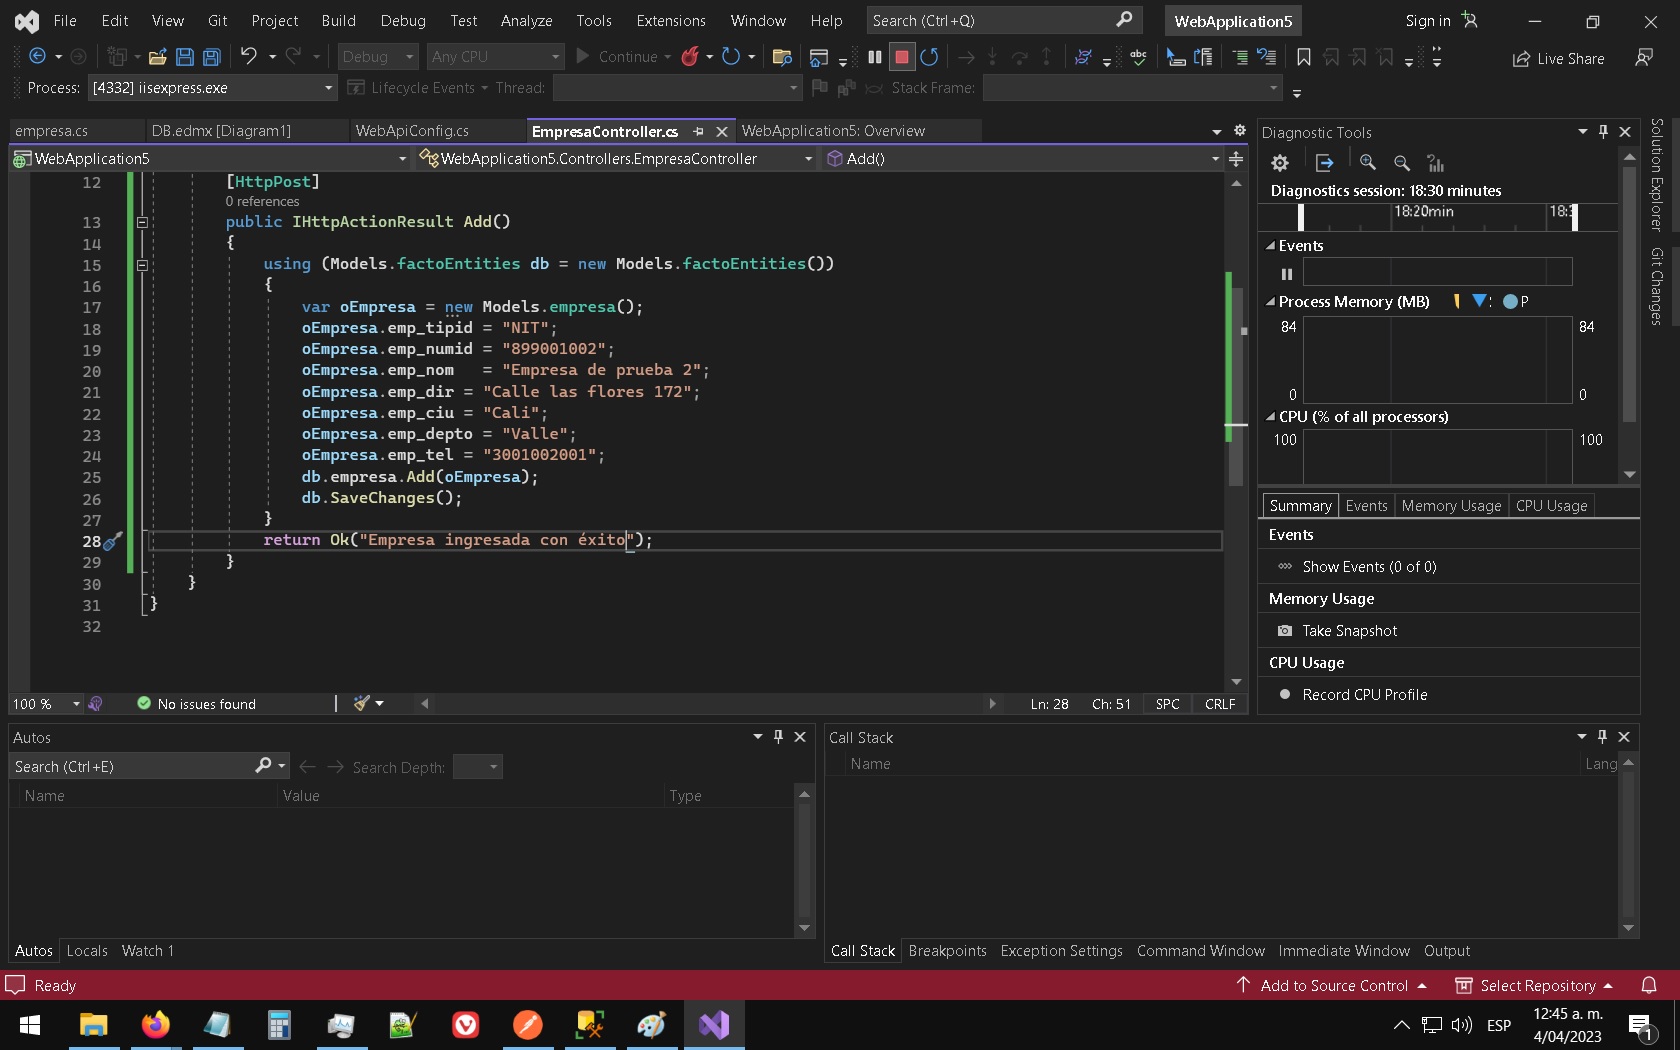 File Edit View Git Project Build Debug Test Analyze Tools Extensions Window Help Search (Ctrl+Q) WebApplication5 Sign in
Debug Any CPU Continue Live Share
Process: [4332] iisexpress.exe Lifecycle Events Thread: Stack Frame:
empresa.cs DB.edmx [Diagram1] WebApiConfig.cs EmpresaController.cs WebApplication5: Overview
WebApplication5 WebApplication5.Controllers.EmpresaController Add()
12 [HttpPost]
0 references
13 public IHttpActionResult Add()
14 {
15 using (Models.factoEntities db = new Models.factoEntities())
16 {
17 var oEmpresa = new Models.empresa();
18 oEmpresa.emp_tipid = "NIT";
19 oEmpresa.emp_numid = "899001002";
20 oEmpresa.emp_nom   = "Empresa de prueba 2";
21 oEmpresa.emp_dir = "Calle las flores 172";
22 oEmpresa.emp_ciu = "Cali";
23 oEmpresa.emp_depto = "Valle";
24 oEmpresa.emp_tel = "3001002001";
25 db.empresa.Add(oEmpresa);
26 db.SaveChanges();
27 }
28 return Ok("Empresa ingresada con éxito");
29 }
30 }
31 }
32
100 % No issues found Ln: 28 Ch: 51 SPC CRLF
Diagnostic Tools
Diagnostics session: 18:30 minutes
18:20min 18:3
Events
Process Memory (MB) P
84 84
0 0
CPU (% of all processors)
100 100
Summary Events Memory Usage CPU Usage
Events
Show Events (0 of 0)
Memory Usage
Take Snapshot
CPU Usage
Record CPU Profile
Solution Explorer
Git Changes
Autos
Search (Ctrl+E) Search Depth:
Name Value Type
Autos Locals Watch 1
Call Stack
Name Lang
Call Stack Breakpoints Exception Settings Command Window Immediate Window Output
Ready Add to Source Control Select Repository
ESP 12:45 a. m.
4/04/2023 1